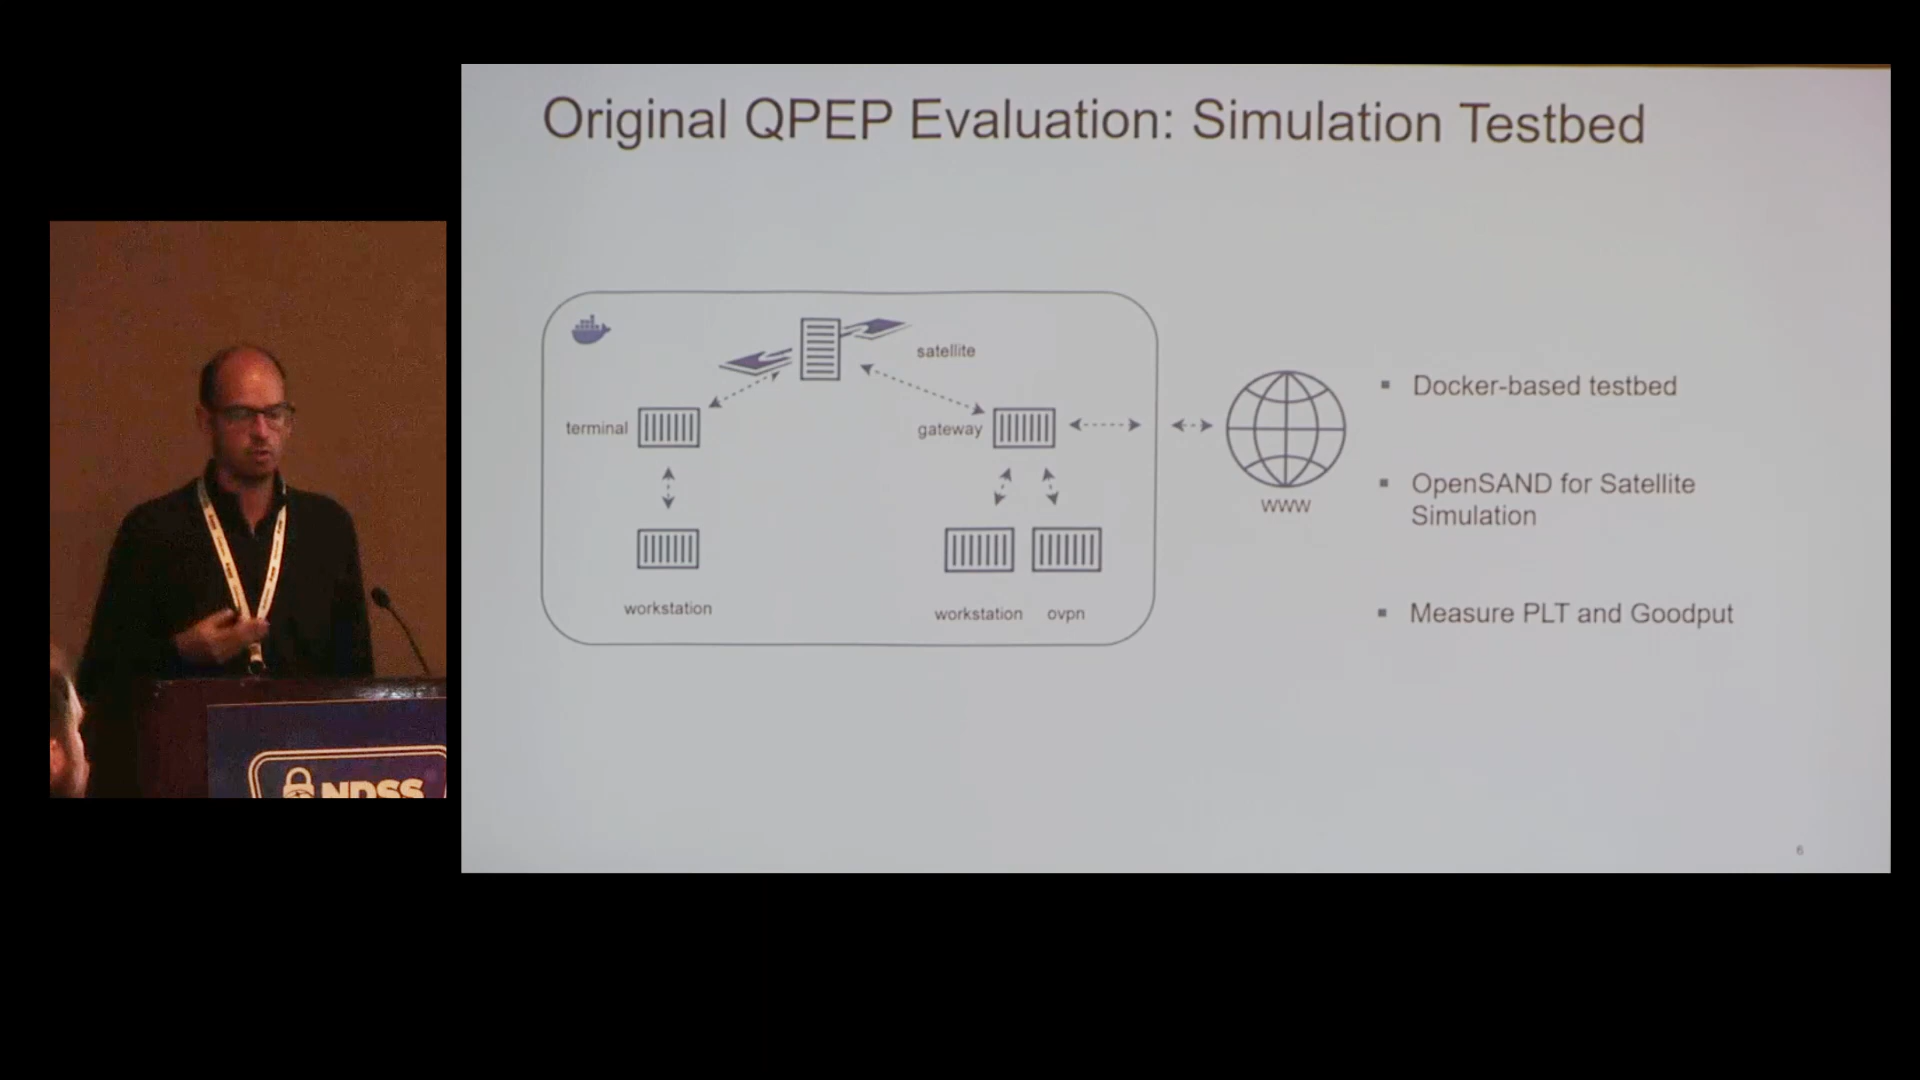 Original QPEP Evaluation: Simulation Testbed
satellite
terminal
gateway
workstation
workstation
ovpn
www
▪ Docker-based testbed
▪ OpenSAND for Satellite
Simulation
▪ Measure PLT and Goodput
6
NDSS